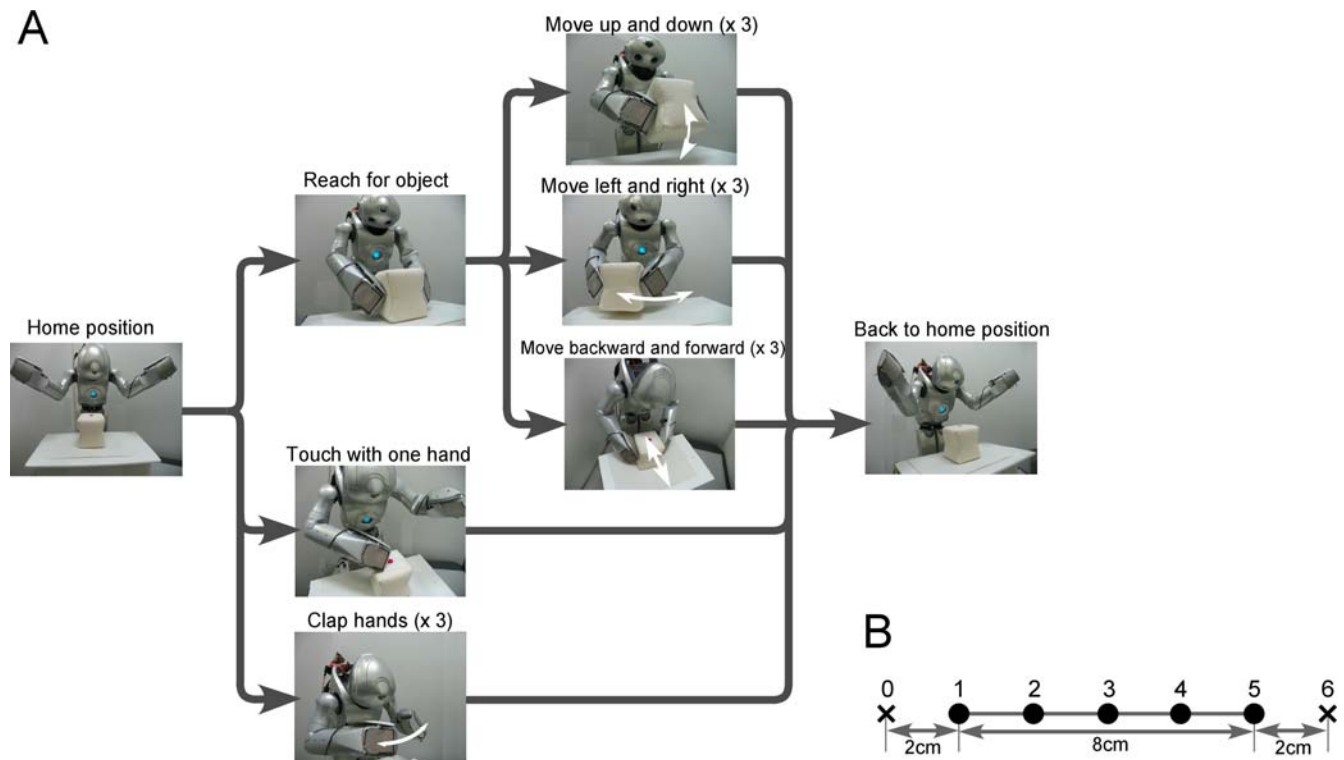 A
Move up and down (x 3)
Reach for object
Move left and right (x 3)
Home position
Move backward and forward (x 3)
Back to home position
Touch with one hand
Clap hands (x 3)
B
0 1 2 3 4 5 6
2cm 8cm 2cm